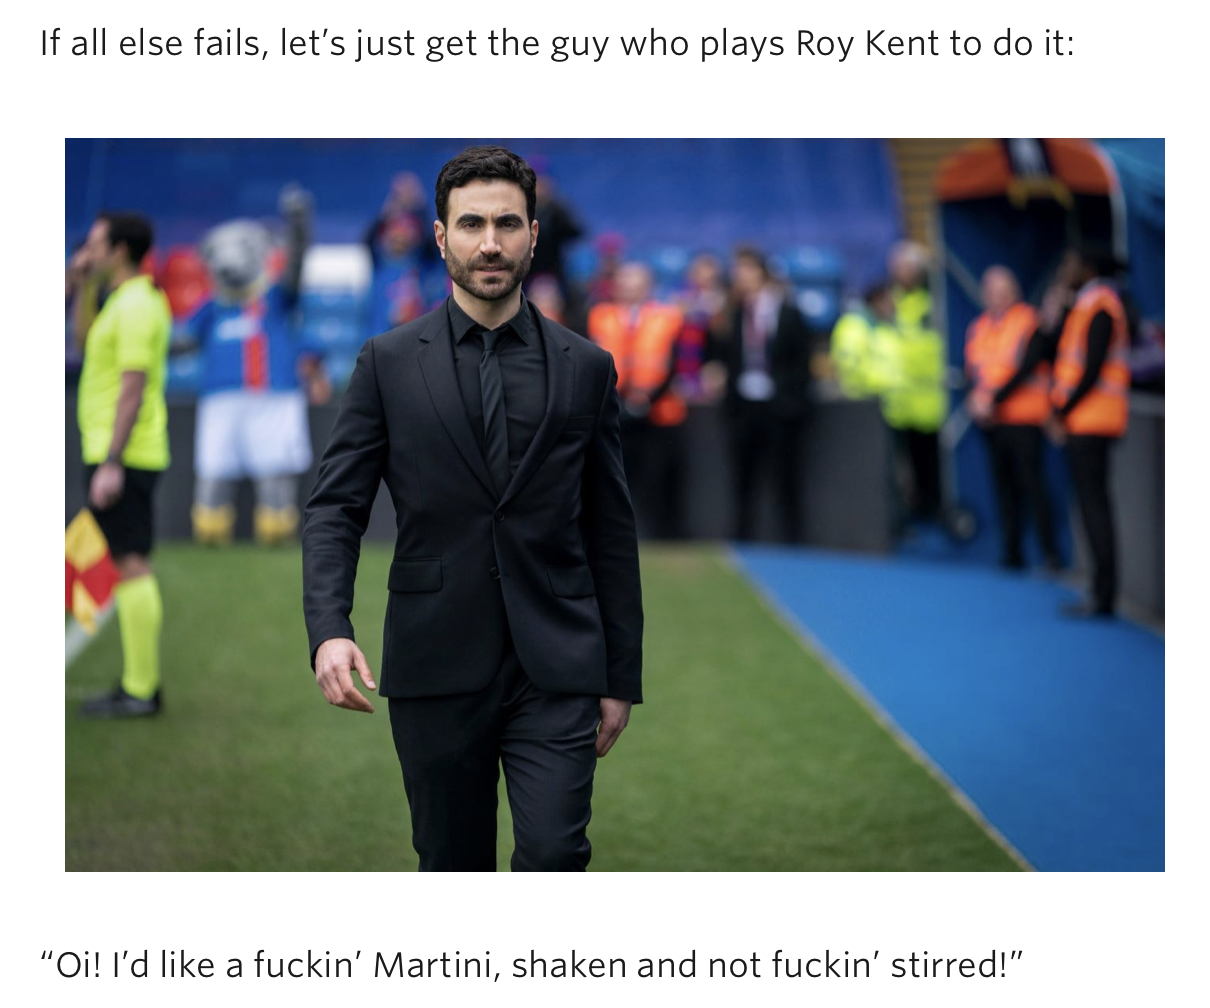 If all else fails, let’s just get the guy who plays Roy Kent to do it:
“Oi! I’d like a fuckin’ Martini, shaken and not fuckin’ stirred!”